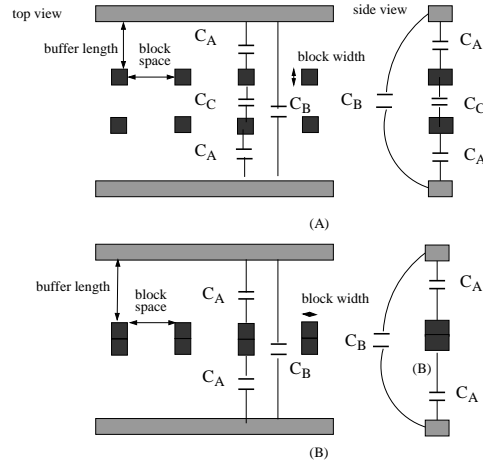 top view
side view
buffer length
block
space
C_A
block width
C_A
C_C
C_B
C_B
C_C
C_A
C_A
(A)
buffer length
block
space
C_A
block width
C_A
C_B
C_B
(B)
C_A
C_A
(B)